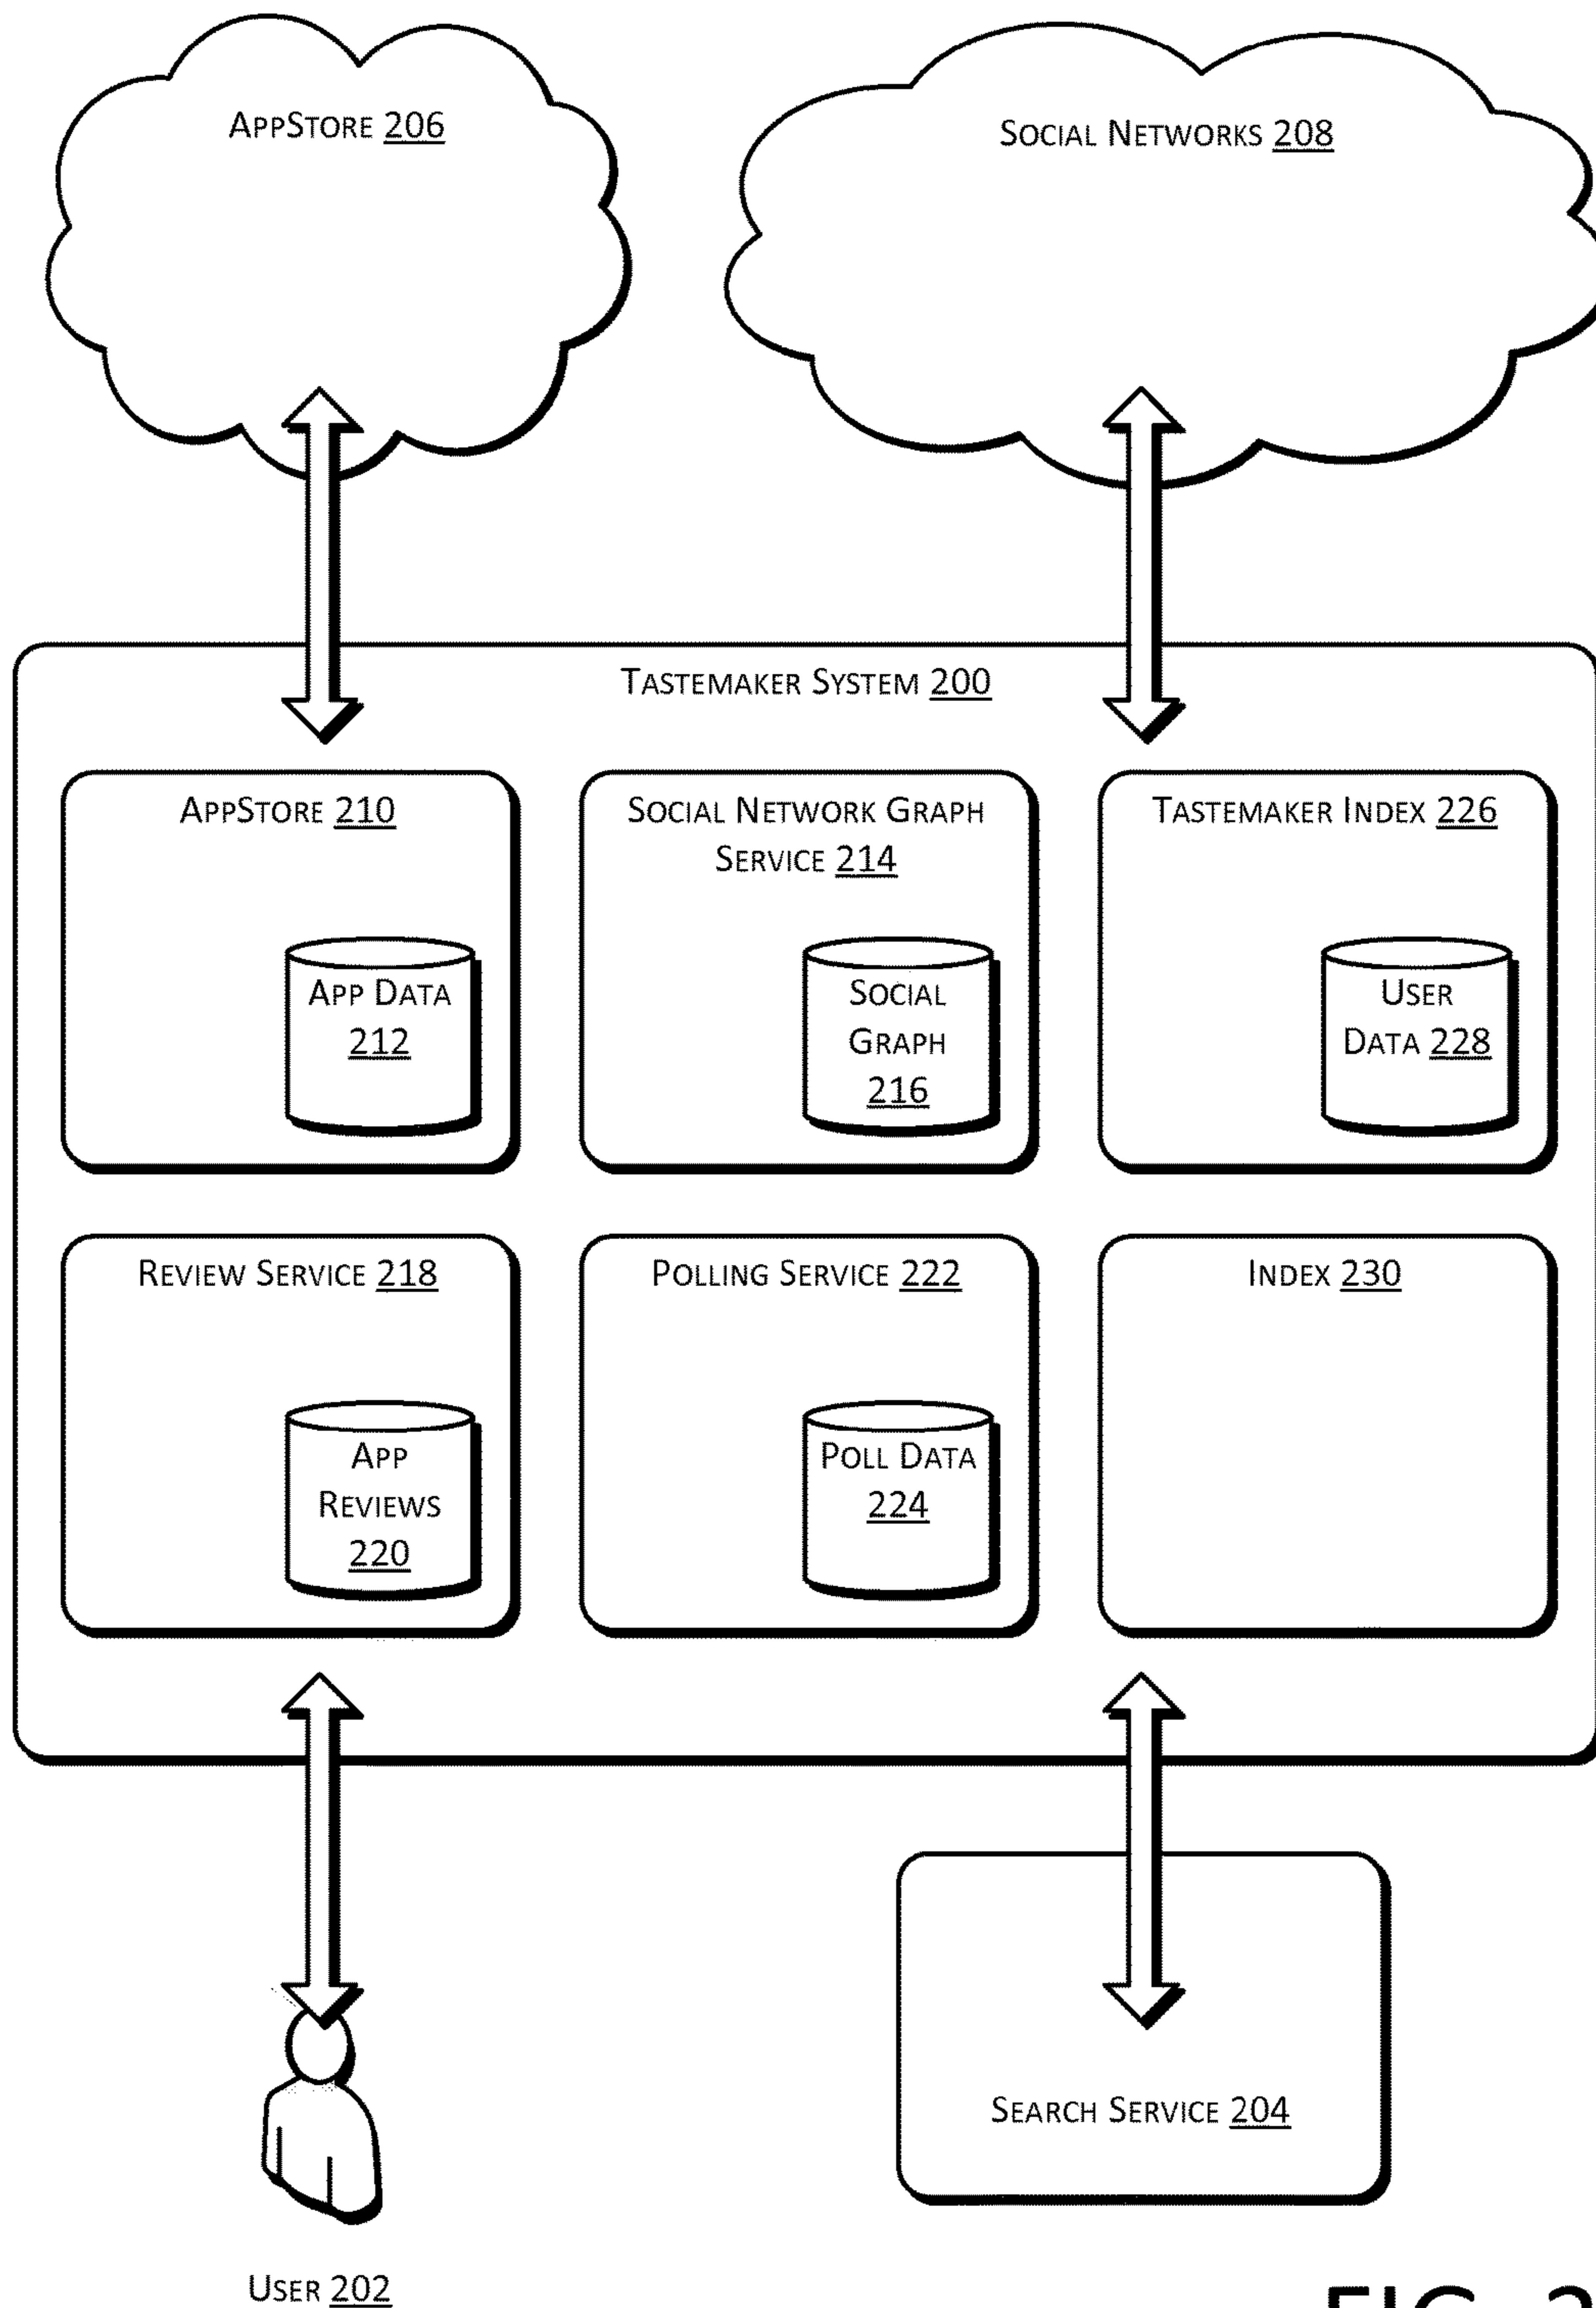 AppStore 206
Social Networks 208
Tastemaker System 200
AppStore 210
Social Network Graph
Service 214
Tastemaker Index 226
App Data
212
Social
Graph
216
User
Data 228
Review Service 218
Polling Service 222
Index 230
App
Reviews
220
Poll Data
224
Search Service 204
User 202
FIG. 2